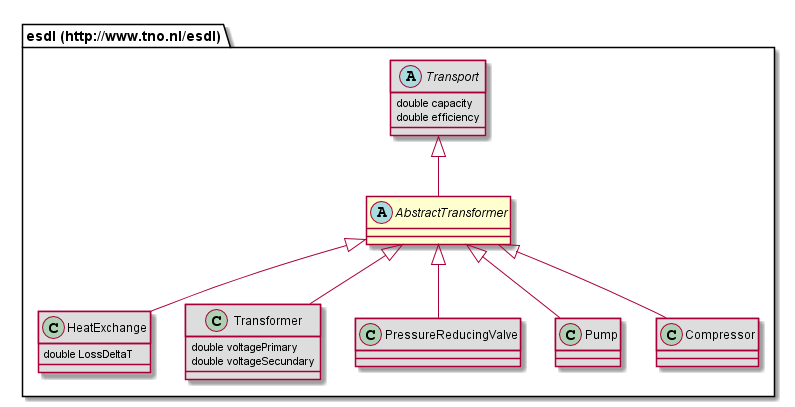 esdl (http://www.tno.nl/esdl)
A Transport
double capacity
double efficiency
A AbstractTransformer
C HeatExchange
double LossDeltaT
C Transformer
double voltagePrimary
double voltageSecundary
C PressureReducingValve
C Pump
C Compressor